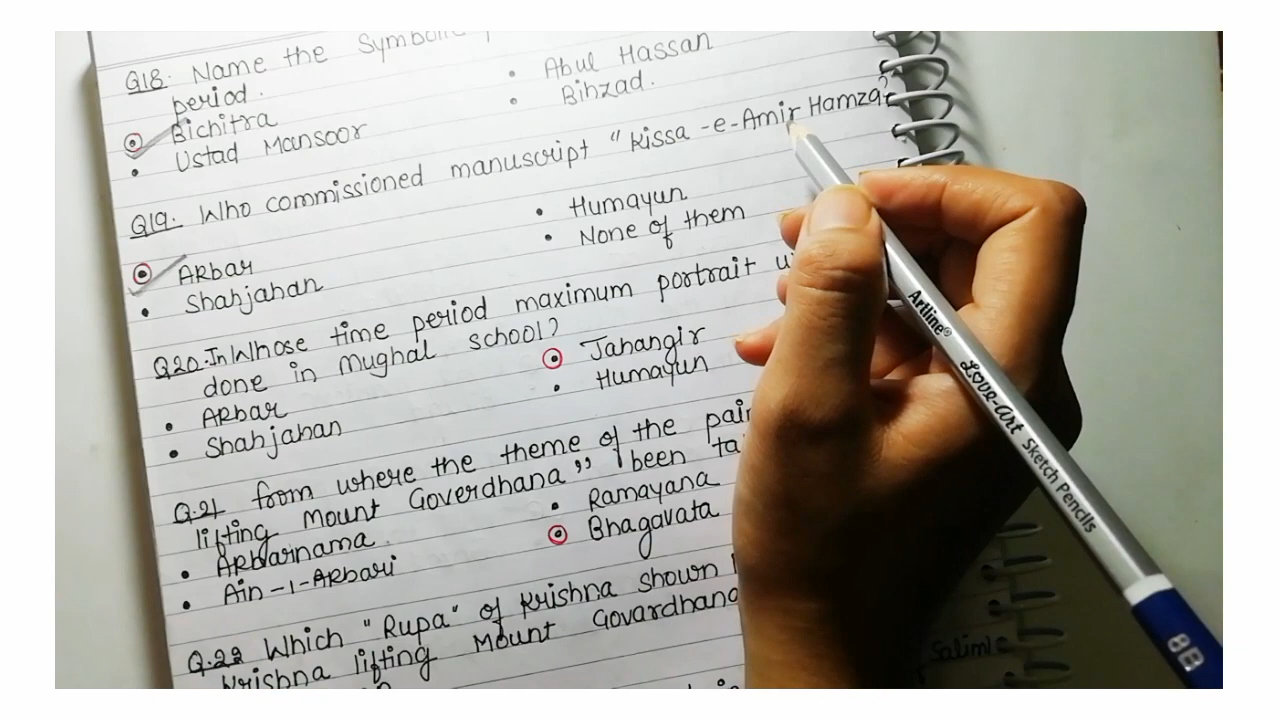 Q18. Name the Symbolic
period.
Bichitra
Ustad Mansoor
Abul Hassan
Bihzad.
Q19. Who commissioned manuscript "Kissa-e-Amir Hamza?
Akbar
Shahjahan
Humayun
None of them
Q20. In Whose time period maximum portrait
done in Mughal school?
Akbar
Shahjahan
Jahangir
Humayun
Q.21 from where the theme of the
lifting Mount Goverdhana" been
Akbarnama
Ain-i-Akbari
Ramayana
Bhagavata
Q.22 Which "Rupa" of Krishna shown
Krishna lifting Mount Govardhana
Salim
Artline® Love-Art Sketch Pencils 8B